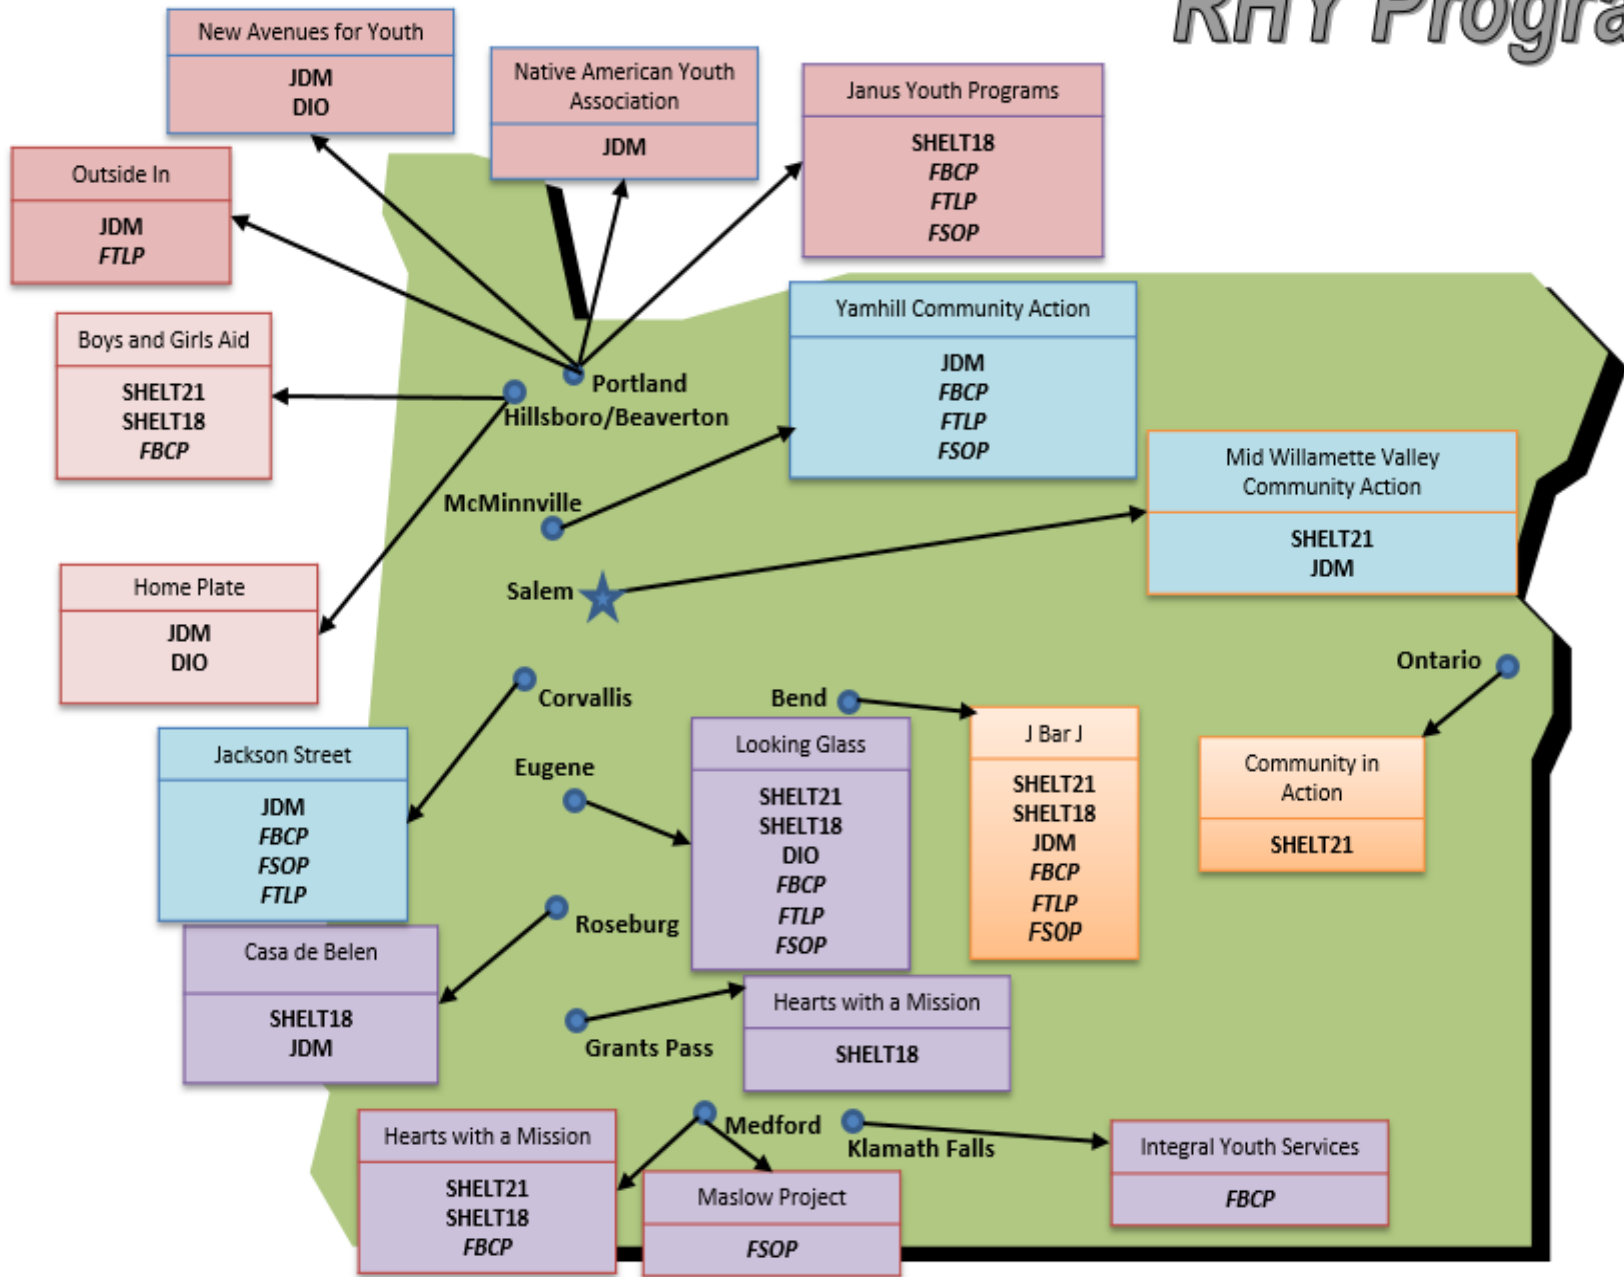 RHY Progra
New Avenues for Youth
JDM
DIO
Native American Youth
Association
JDM
Janus Youth Programs
SHELT18
FBCP
FTLP
FSOP
Outside In
JDM
FTLP
Boys and Girls Aid
SHELT21
SHELT18
FBCP
Portland
Hillsboro/Beaverton
Yamhill Community Action
JDM
FBCP
FTLP
FSOP
McMinnville
Mid Willamette Valley
Community Action
SHELT21
JDM
Home Plate
JDM
DIO
Salem
Corvallis
Bend
Ontario
Jackson Street
JDM
FBCP
FSOP
FTLP
Eugene
Looking Glass
SHELT21
SHELT18
DIO
FBCP
FTLP
FSOP
J Bar J
SHELT21
SHELT18
JDM
FBCP
FTLP
FSOP
Community in
Action
SHELT21
Roseburg
Casa de Belen
SHELT18
JDM
Grants Pass
Hearts with a Mission
SHELT18
Medford
Klamath Falls
Hearts with a Mission
SHELT21
SHELT18
FBCP
Maslow Project
FSOP
Integral Youth Services
FBCP